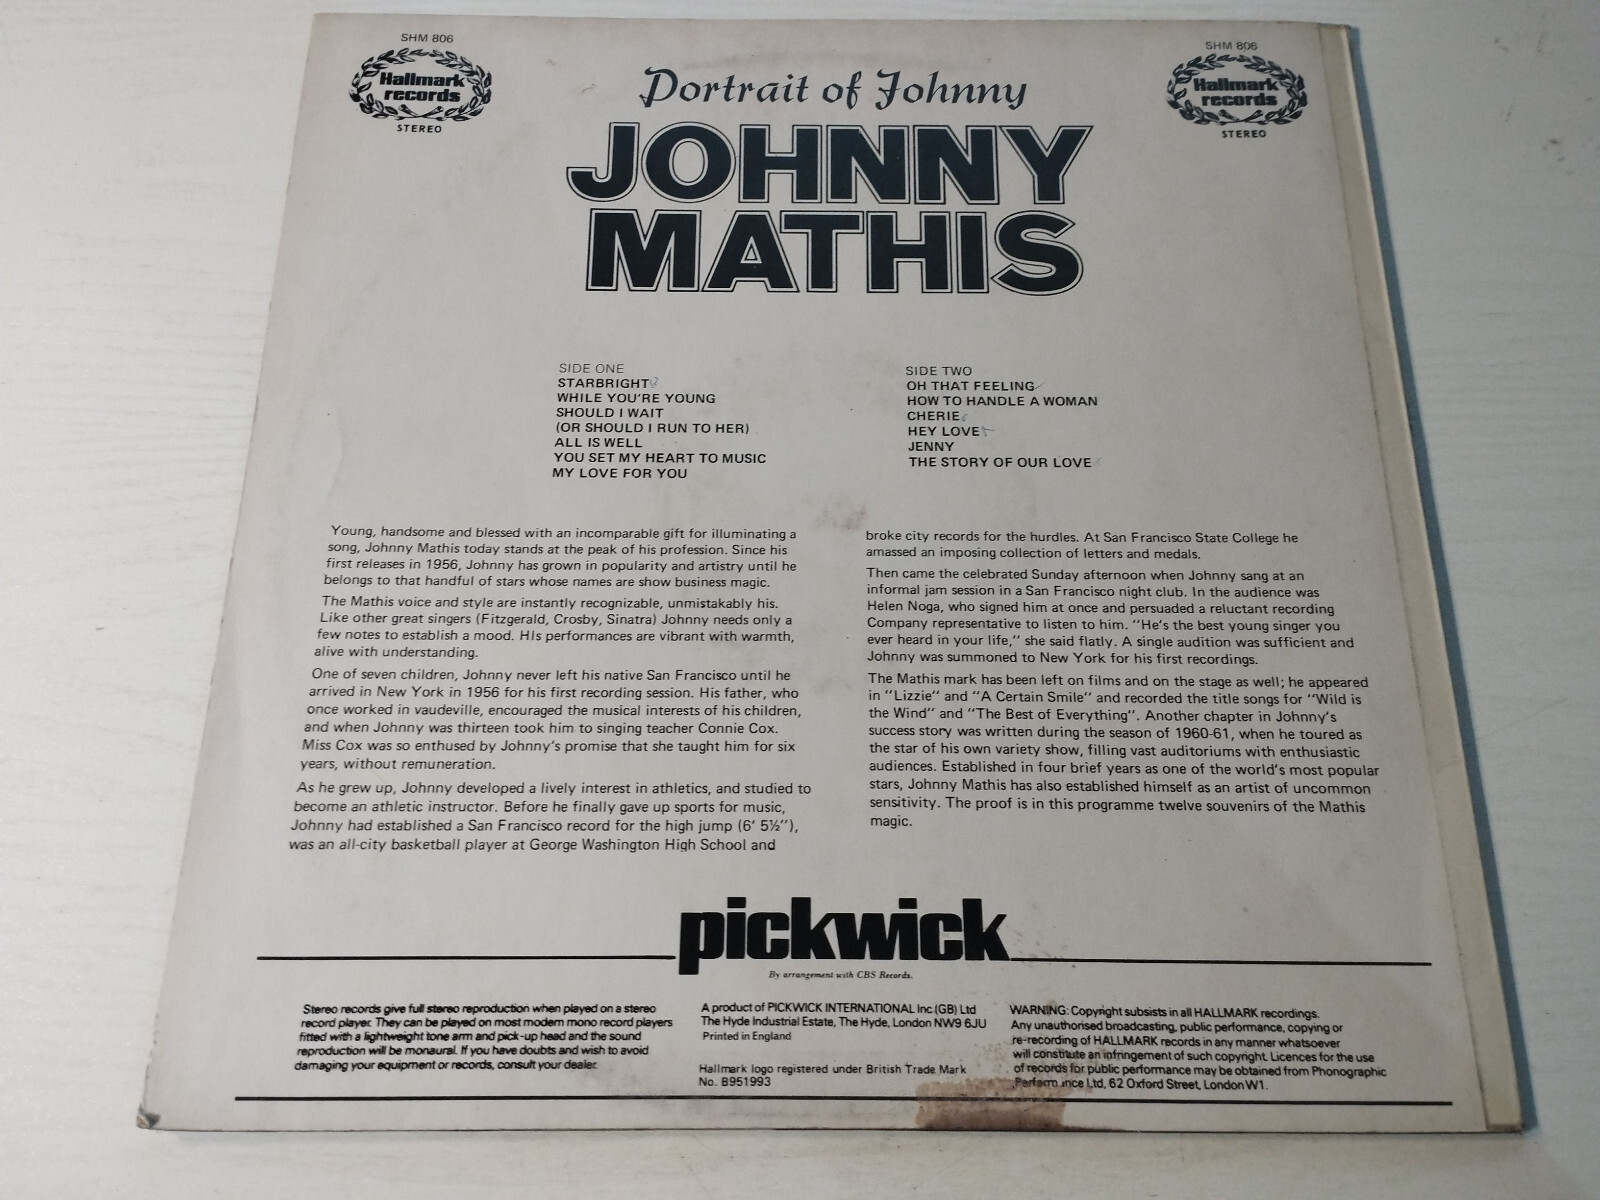 SHM 806
Hallmark
records
STEREO
SHM 806
Hallmark
records
STEREO
Portrait of Johnny
JOHNNY
MATHIS
SIDE ONE
STARBRIGHT
WHILE YOU'RE YOUNG
SHOULD I WAIT
(OR SHOULD I RUN TO HER)
ALL IS WELL
YOU SET MY HEART TO MUSIC
MY LOVE FOR YOU
SIDE TWO
OH THAT FEELING
HOW TO HANDLE A WOMAN
CHERIE
HEY LOVE
JENNY
THE STORY OF OUR LOVE
Young, handsome and blessed with an incomparable gift for illuminating a
song, Johnny Mathis today stands at the peak of his profession. Since his
first releases in 1956, Johnny has grown in popularity and artistry until he
belongs to that handful of stars whose names are show business magic.
The Mathis voice and style are instantly recognizable, unmistakably his.
Like other great singers (Fitzgerald, Crosby, Sinatra) Johnny needs only a
few notes to establish a mood. HIs performances are vibrant with warmth,
alive with understanding.
One of seven children, Johnny never left his native San Francisco until he
arrived in New York in 1956 for his first recording session. His father, who
once worked in vaudeville, encouraged the musical interests of his children,
and when Johnny was thirteen took him to singing teacher Connie Cox.
Miss Cox was so enthused by Johnny's promise that she taught him for six
years, without remuneration.
As he grew up, Johnny developed a lively interest in athletics, and studied to
become an athletic instructor. Before he finally gave up sports for music,
Johnny had established a San Francisco record for the high jump (6' 5½"),
was an all-city basketball player at George Washington High School and
broke city records for the hurdles. At San Francisco State College he
amassed an imposing collection of letters and medals.
Then came the celebrated Sunday afternoon when Johnny sang at an
informal jam session in a San Francisco night club. In the audience was
Helen Noga, who signed him at once and persuaded a reluctant recording
Company representative to listen to him. "He's the best young singer you
ever heard in your life," she said flatly. A single audition was sufficient and
Johnny was summoned to New York for his first recordings.
The Mathis mark has been left on films and on the stage as well; he appeared
in "Lizzie" and "A Certain Smile" and recorded the title songs for "Wild is
the Wind" and "The Best of Everything". Another chapter in Johnny's
success story was written during the season of 1960-61, when he toured as
the star of his own variety show, filling vast auditoriums with enthusiastic
audiences. Established in four brief years as one of the world's most popular
stars, Johnny Mathis has also established himself as an artist of uncommon
sensitivity. The proof is in this programme twelve souvenirs of the Mathis
magic.
pickwick
By arrangement with CBS Records.
Stereo records give full stereo reproduction when played on a stereo
record player. They can be played on most modern mono record players
fitted with a lightweight tone arm and pick-up head and the sound
reproduction will be monaural. If you have doubts and wish to avoid
damaging your equipment or records, consult your dealer.
A product of PICKWICK INTERNATIONAL Inc.(GB) Ltd
The Hyde Industrial Estate, The Hyde, London NW9 6JU
Printed in England
Hallmark logo registered under British Trade Mark
No. B951993
WARNING: Copyright subsists in all HALLMARK recordings.
Any unauthorised broadcasting, public performance, copying or
re-recording of HALLMARK records in any manner whatsoever
will constitute an infringement of such copyright. Licences for the use
of records for public performance may be obtained from Phonographic
Performance Ltd, 62 Oxford Street, London W1.